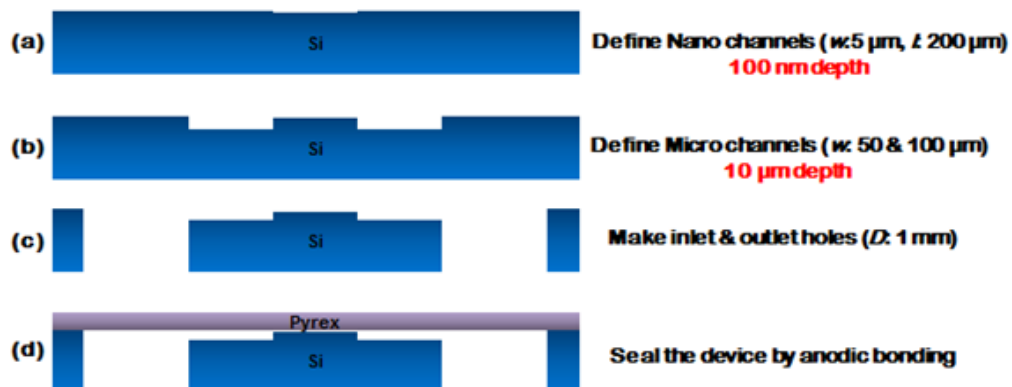 (a) Si Define Nano channels (w:5 µm, l: 200 µm)
100 nm depth
(b) Si Define Micro channels (w: 50 & 100 µm)
10 µm depth
(c) Si Make inlet & outlet holes (D: 1 mm)
Pyrex
(d) Si Seal the device by anodic bonding